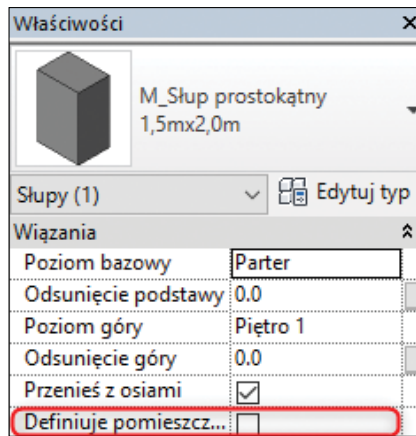 Właściwości
M_Słup prostokątny
1,5mx2,0m
Słupy (1)
Edytuj typ
Wiązania
Poziom bazowy Parter
Odsunięcie podstawy 0.0
Poziom góry Piętro 1
Odsunięcie góry 0.0
Przenieś z osiami
Definiuje pomieszcz...